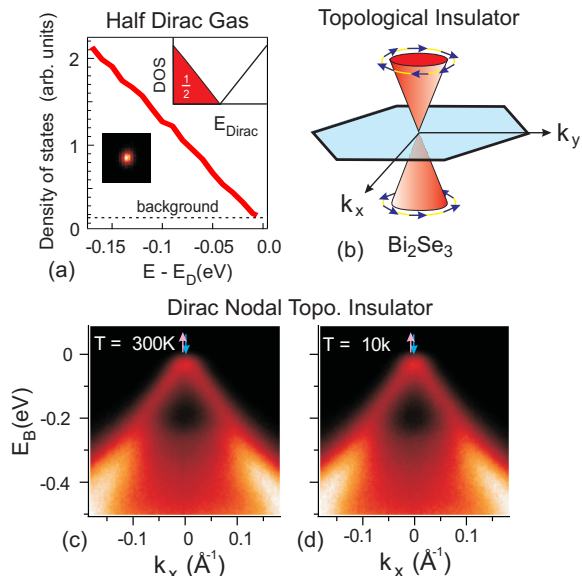 Half Dirac Gas
Density of states (arb. units)
2
1
0
DOS
1/2
E_Dirac
background
-0.15 -0.10 -0.05 0.0
(a) E - E_D(eV)
Topological Insulator
k_y
k_x
(b) Bi₂Se₃
Dirac Nodal Topo. Insulator
E_B(eV)
0
-0.2
-0.4
T = 300K
(c)
-0.1 0 0.1
k_x (Å⁻¹)
T = 10k
(d)
-0.1 0 0.1
k_x (Å⁻¹)